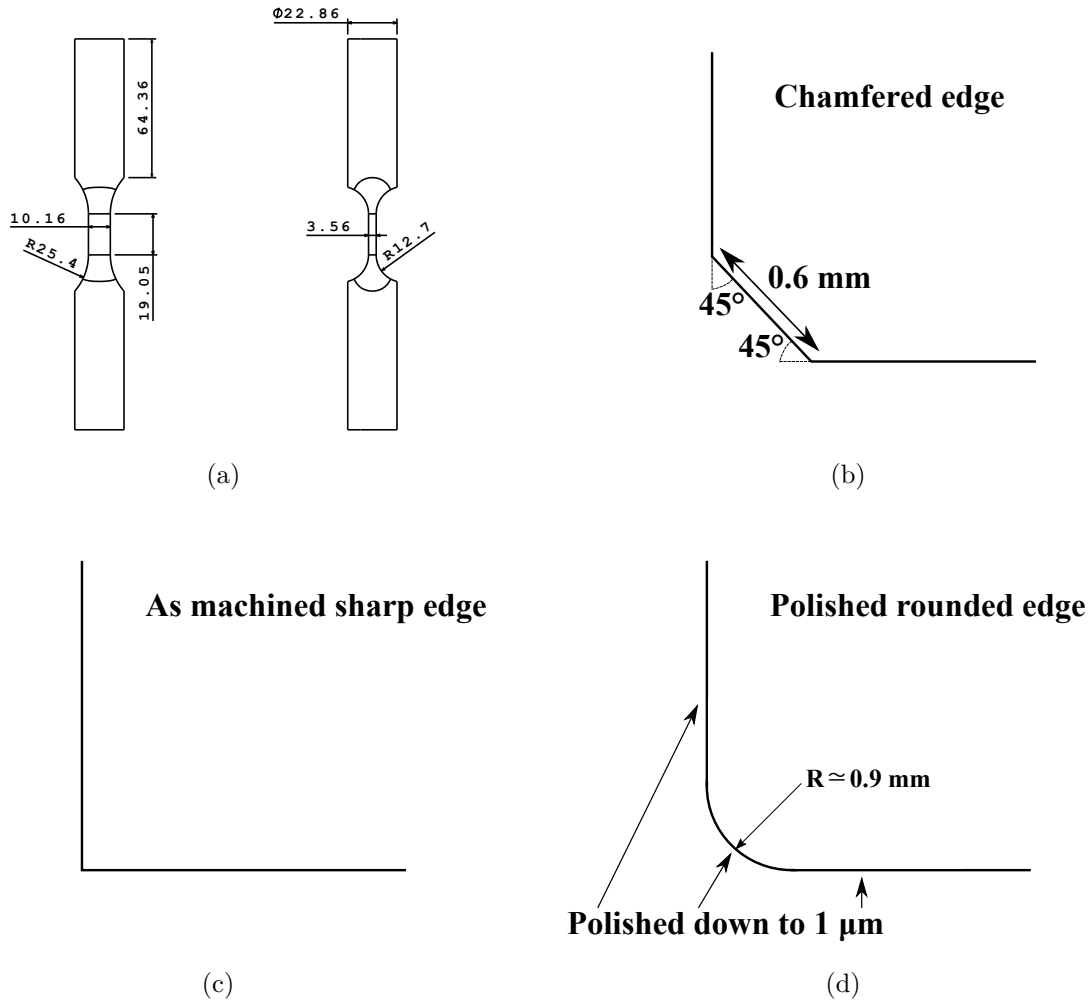 Ø22.86
64.36
10.16
R25.4
19.05
3.56
R12.7
(a)
Chamfered edge
0.6 mm
45°
45°
(b)
As machined sharp edge
(c)
Polished rounded edge
R≃0.9 mm
Polished down to 1 μm
(d)